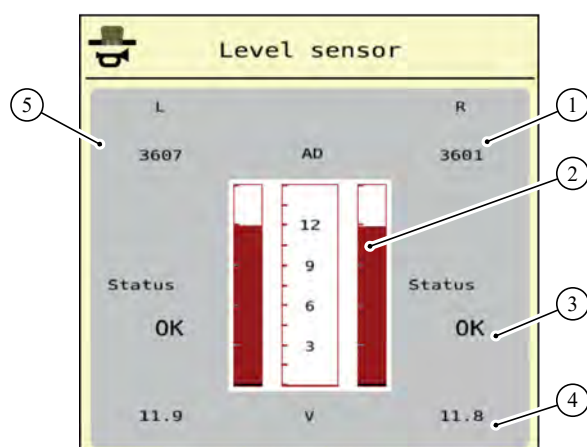 Level sensor
L R
5 1
3607 AD 3601
2
12
9
Status Status
6
OK OK
3
3
4
11.9 V 11.8